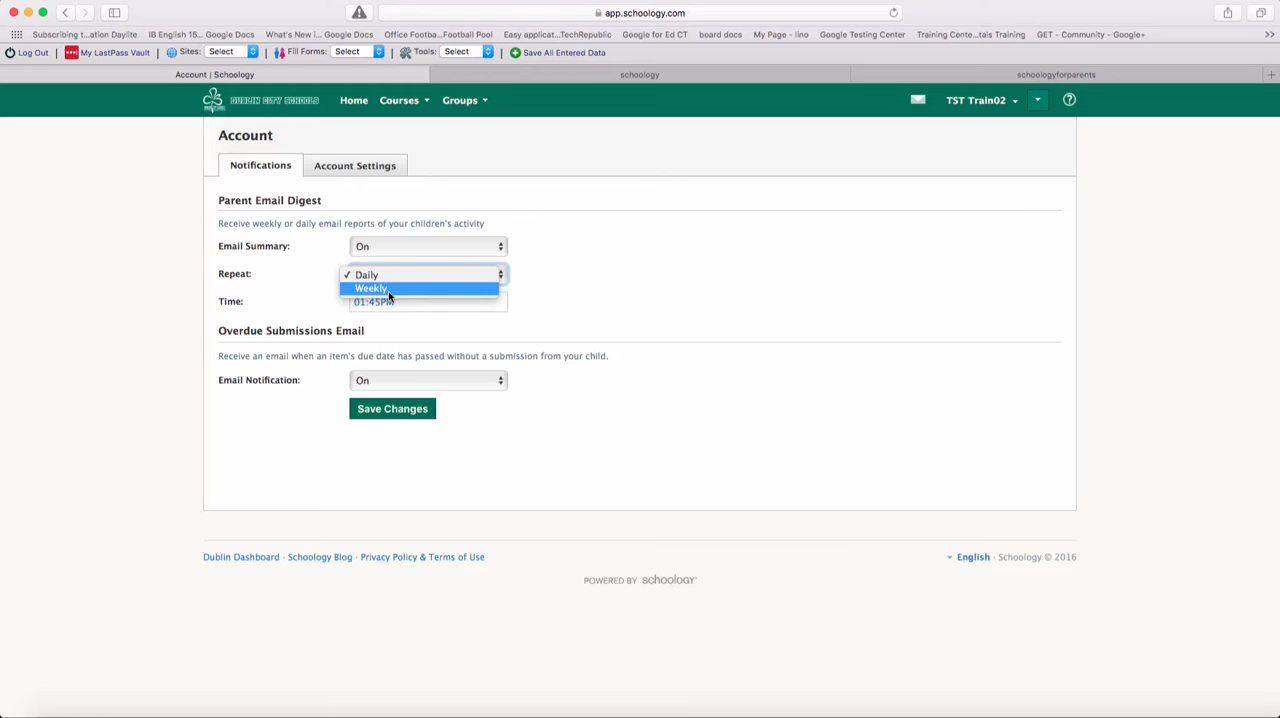 app.schoology.com
Subscribing t...ation Daylite IB English 15... Google Docs What's New i... Google Docs Office Footba...Football Pool Easy applicat...TechRepublic Google for Ed CT board docs My Page - lino Google Testing Center Training Cente...tals Training GET - Community - Google+
Log Out My LastPass Vault Sites: Select Fill Forms: Select Tools: Select Save All Entered Data
Account | Schoology schoology schoologyforparents
DUBLIN CITY SCHOOLS Home Courses Groups TST Train02
Account
Notifications Account Settings
Parent Email Digest
Receive weekly or daily email reports of your children's activity
Email Summary: On
Repeat: Daily
Weekly
Time: 01:45PM
Overdue Submissions Email
Receive an email when an item's due date has passed without a submission from your child.
Email Notification: On
Save Changes
Dublin Dashboard · Schoology Blog · Privacy Policy & Terms of Use English · Schoology © 2016
POWERED BY schoology